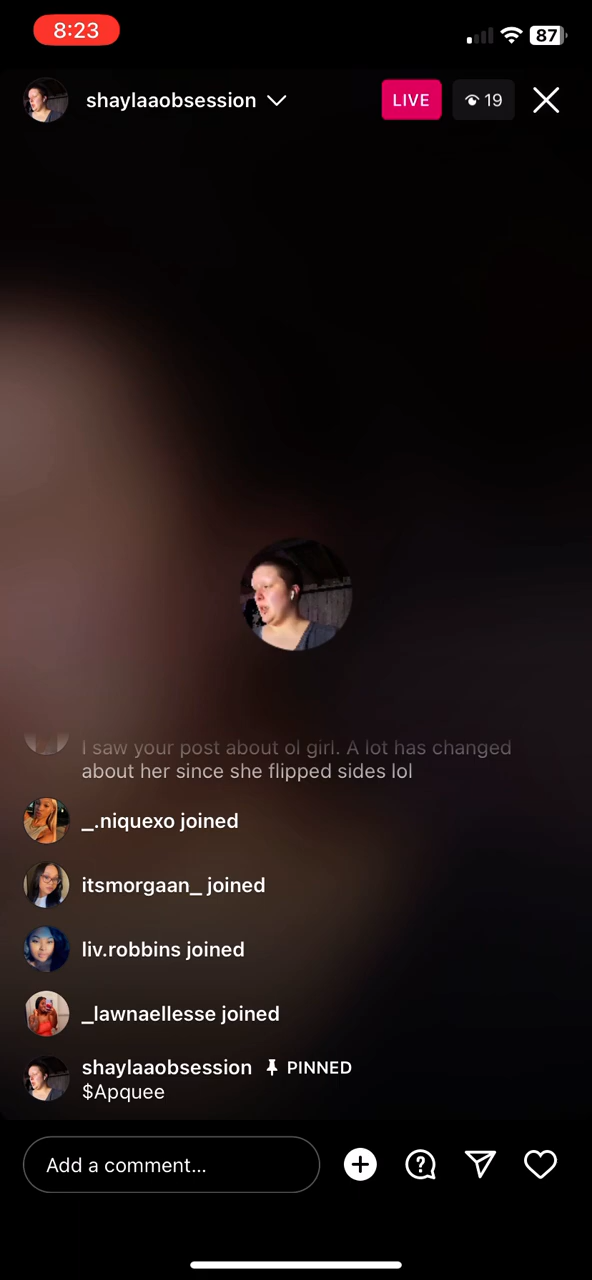 8:23
87
shaylaaobsession
LIVE
19
I saw your post about ol girl. A lot has changed
about her since she flipped sides lol
_.niquexo joined
itsmorgaan_ joined
liv.robbins joined
_lawnaellesse joined
shaylaaobsession PINNED
$Apquee
Add a comment...